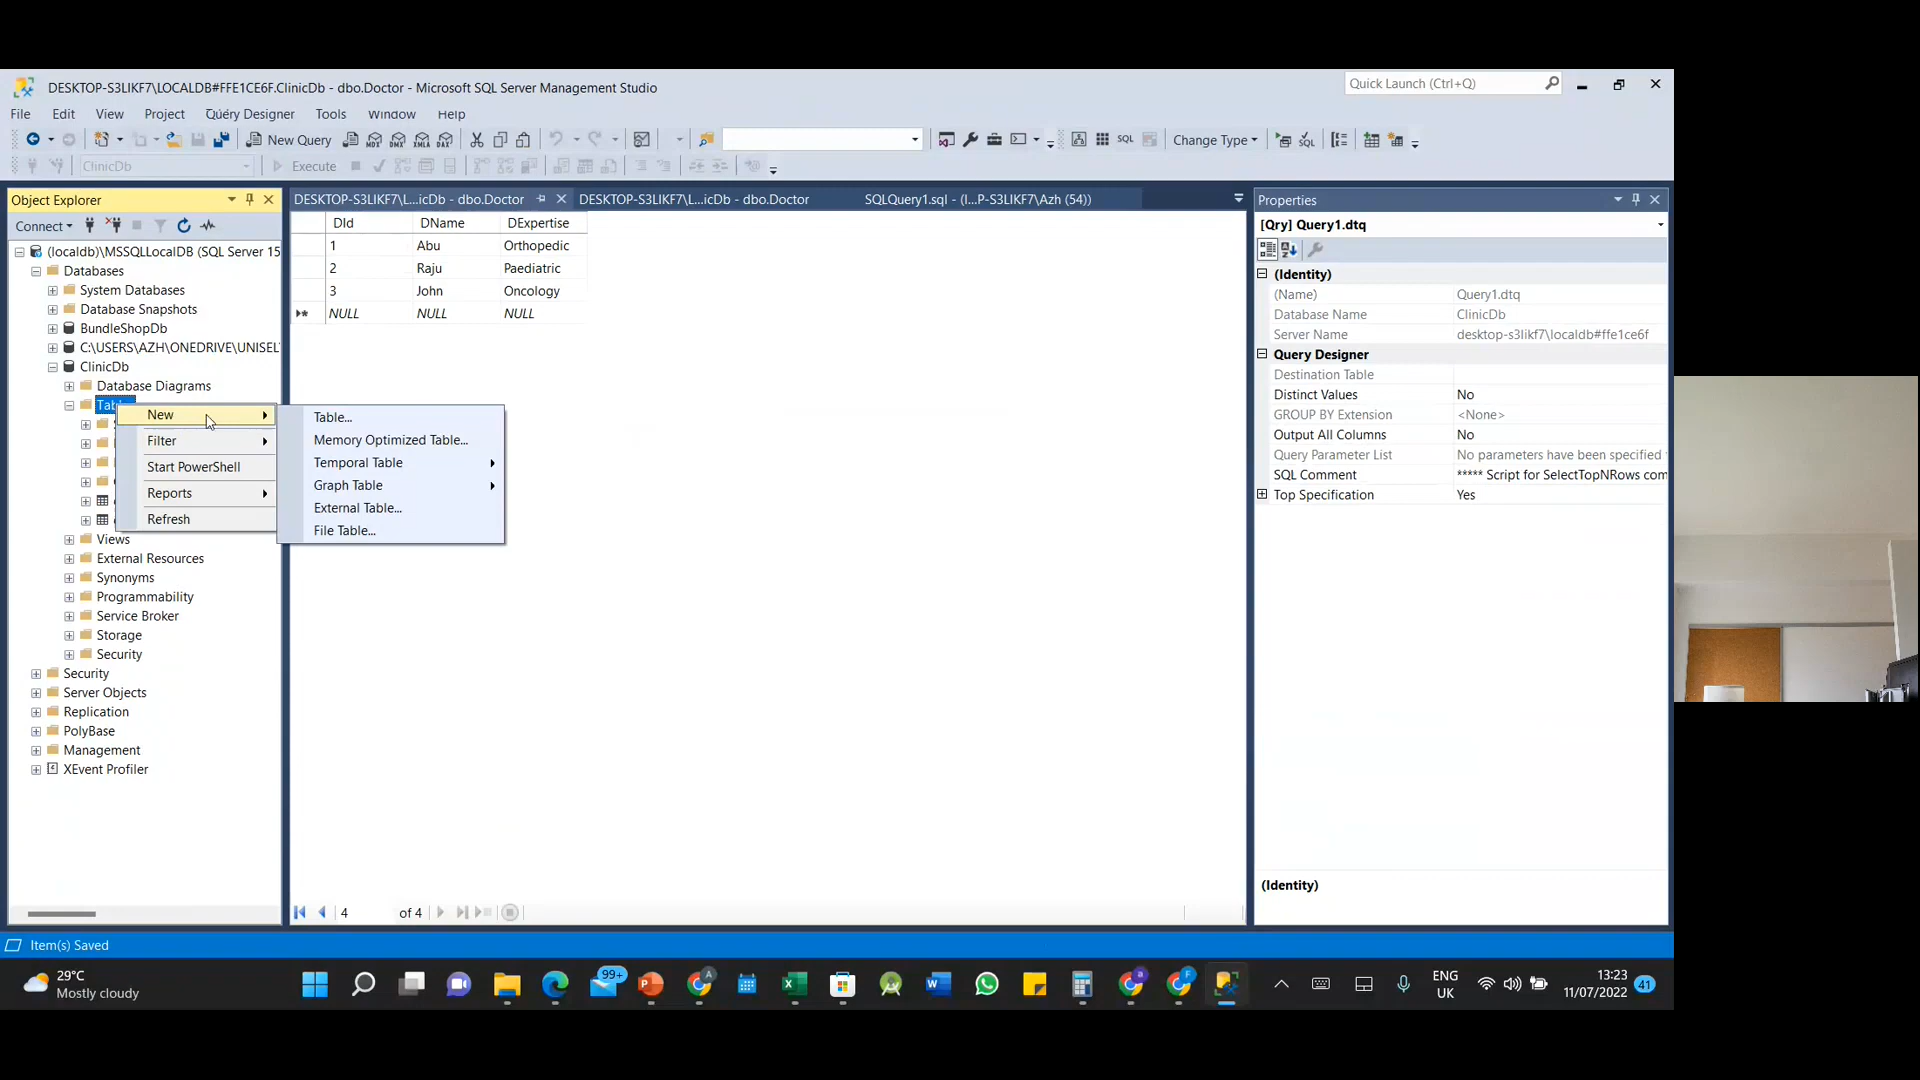 DESKTOP-S3LIKF7\LOCALDB#FFE1CE6F.ClinicDb - dbo.Doctor - Microsoft SQL Server Management Studio
Quick Launch (Ctrl+Q)
File Edit View Project Query Designer Tools Window Help
New Query MDX DMX XMLA DAX SQL Change Type
ClinicDb Execute
Object Explorer
DESKTOP-S3LIKF7\L...icDb - dbo.Doctor
DESKTOP-S3LIKF7\L...icDb - dbo.Doctor
SQLQuery1.sql - (l...P-S3LIKF7\Azh (54))
Properties
Connect
(localdb)\MSSQLLocalDB (SQL Server 15
Databases
System Databases
Database Snapshots
BundleShopDb
C:\USERS\AZH\ONEDRIVE\UNISEL
ClinicDb
Database Diagrams
Views
External Resources
Synonyms
Programmability
Service Broker
Storage
Security
Security
Server Objects
Replication
PolyBase
Management
XEvent Profiler
New
Filter
Start PowerShell
Reports
Refresh
Table...
Memory Optimized Table...
Temporal Table
Graph Table
External Table...
File Table...
DId DName DExpertise
1 Abu Orthopedic
2 Raju Paediatric
3 John Oncology
NULL NULL NULL
4 of 4
[Qry] Query1.dtq
(Identity)
(Name) Query1.dtq
Database Name ClinicDb
Server Name desktop-s3likf7\localdb#ffe1ce6f
Query Designer
Destination Table
Distinct Values No
GROUP BY Extension <None>
Output All Columns No
Query Parameter List No parameters have been specified
SQL Comment ***** Script for SelectTopNRows com
Top Specification Yes
(Identity)
Item(s) Saved
29°C
Mostly cloudy
99+
ENG
UK
13:23
11/07/2022
41